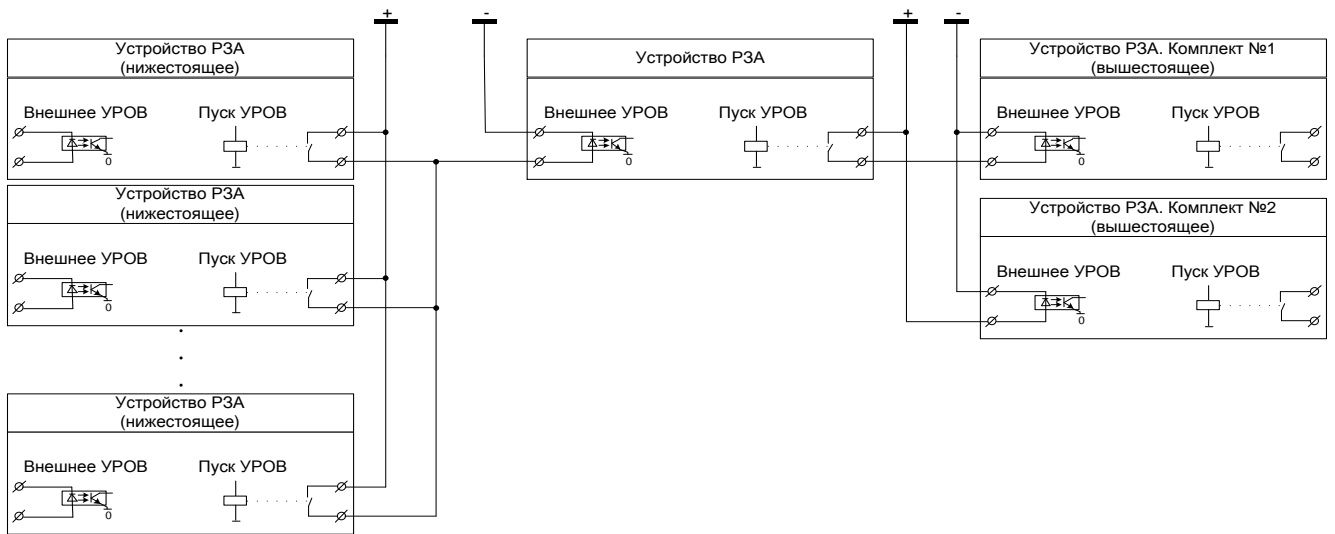 +
-
+
-
Устройство РЗА
(нижестоящее)
Внешнее УРОВ
Пуск УРОВ
0
Устройство РЗА
(нижестоящее)
Внешнее УРОВ
Пуск УРОВ
0
Устройство РЗА
(нижестоящее)
Внешнее УРОВ
Пуск УРОВ
0
Устройство РЗА
Внешнее УРОВ
Пуск УРОВ
0
Устройство РЗА. Комплект №1
(вышестоящее)
Внешнее УРОВ
Пуск УРОВ
0
Устройство РЗА. Комплект №2
(вышестоящее)
Внешнее УРОВ
Пуск УРОВ
0